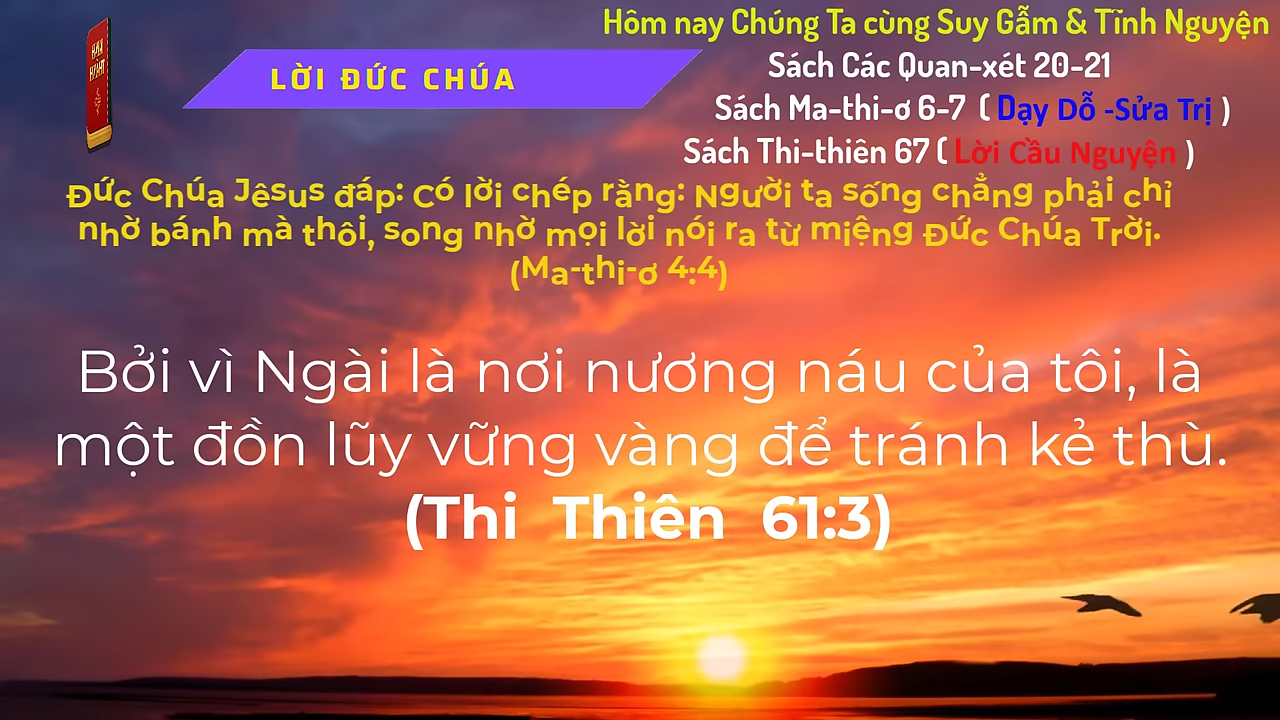 Hôm nay Chúng Ta cùng Suy Gẫm & Tĩnh Nguyện
LỜI ĐỨC CHÚA
Sách Các Quan-xét 20-21
Sách Ma-thi-ơ 6-7 ( Dạy Dỗ -Sửa Trị )
Sách Thi-thiên 67 ( Lời Cầu Nguyện )
Đức Chúa Jêsus đáp: Có lời chép rằng: Người ta sống chẳng phải chỉ
nhờ bánh mà thôi, song nhờ mọi lời nói ra từ miệng Đức Chúa Trời.
(Ma-thi-ơ 4:4)
Bởi vì Ngài là nơi nương náu của tôi, là
một đồn lũy vững vàng để tránh kẻ thù.
(Thi Thiên 61:3)